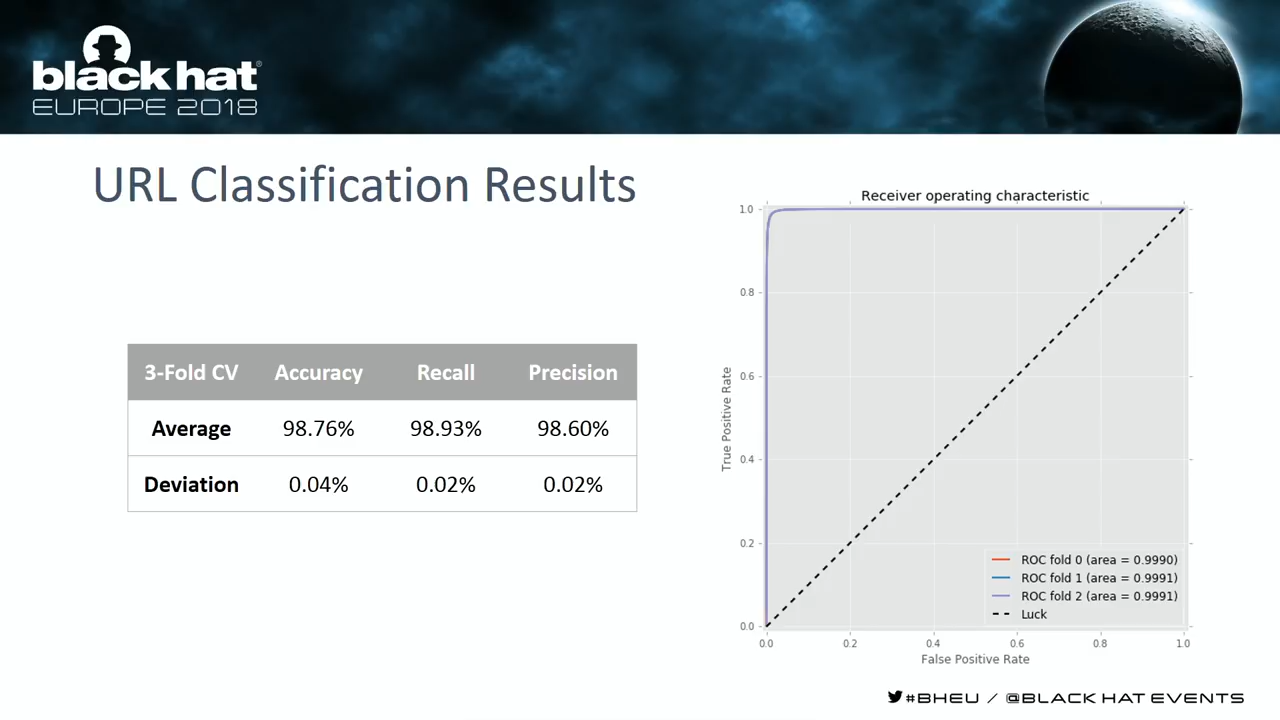 black hat®
EUROPE 2018
URL Classification Results
3-Fold CV Accuracy Recall Precision
Average 98.76% 98.93% 98.60%
Deviation 0.04% 0.02% 0.02%
Receiver operating characteristic
1.0
0.8
0.6
0.4
0.2
0.0
True Positive Rate
ROC fold 0 (area = 0.9990)
ROC fold 1 (area = 0.9991)
ROC fold 2 (area = 0.9991)
Luck
0.0 0.2 0.4 0.6 0.8 1.0
False Positive Rate
#BHEU / @BLACK HAT EVENTS